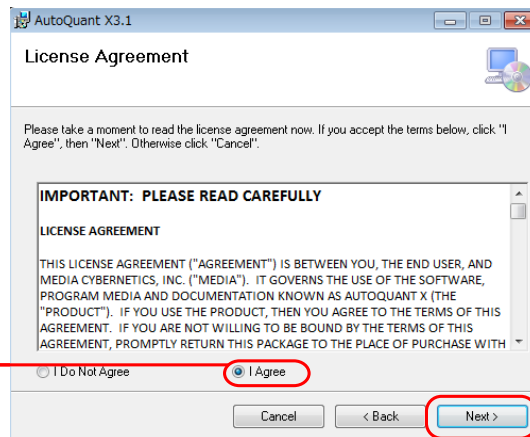 AutoQuant X3.1
License Agreement
Please take a moment to read the license agreement now. If you accept the terms below, click "I
Agree", then "Next". Otherwise click "Cancel".
IMPORTANT: PLEASE READ CAREFULLY
LICENSE AGREEMENT
THIS LICENSE AGREEMENT ("AGREEMENT") IS BETWEEN YOU, THE END USER, AND
MEDIA CYBERNETICS, INC. ("MEDIA"). IT GOVERNS THE USE OF THE SOFTWARE,
PROGRAM MEDIA AND DOCUMENTATION KNOWN AS AUTOQUANT X (THE
"PRODUCT"). IF YOU USE THE PRODUCT, THEN YOU AGREE TO THE TERMS OF THIS
AGREEMENT. IF YOU ARE NOT WILLING TO BE BOUND BY THE TERMS OF THIS
AGREEMENT, PROMPTLY RETURN THIS PACKAGE TO THE PLACE OF PURCHASE WITH
I Do Not Agree I Agree
Cancel < Back Next >